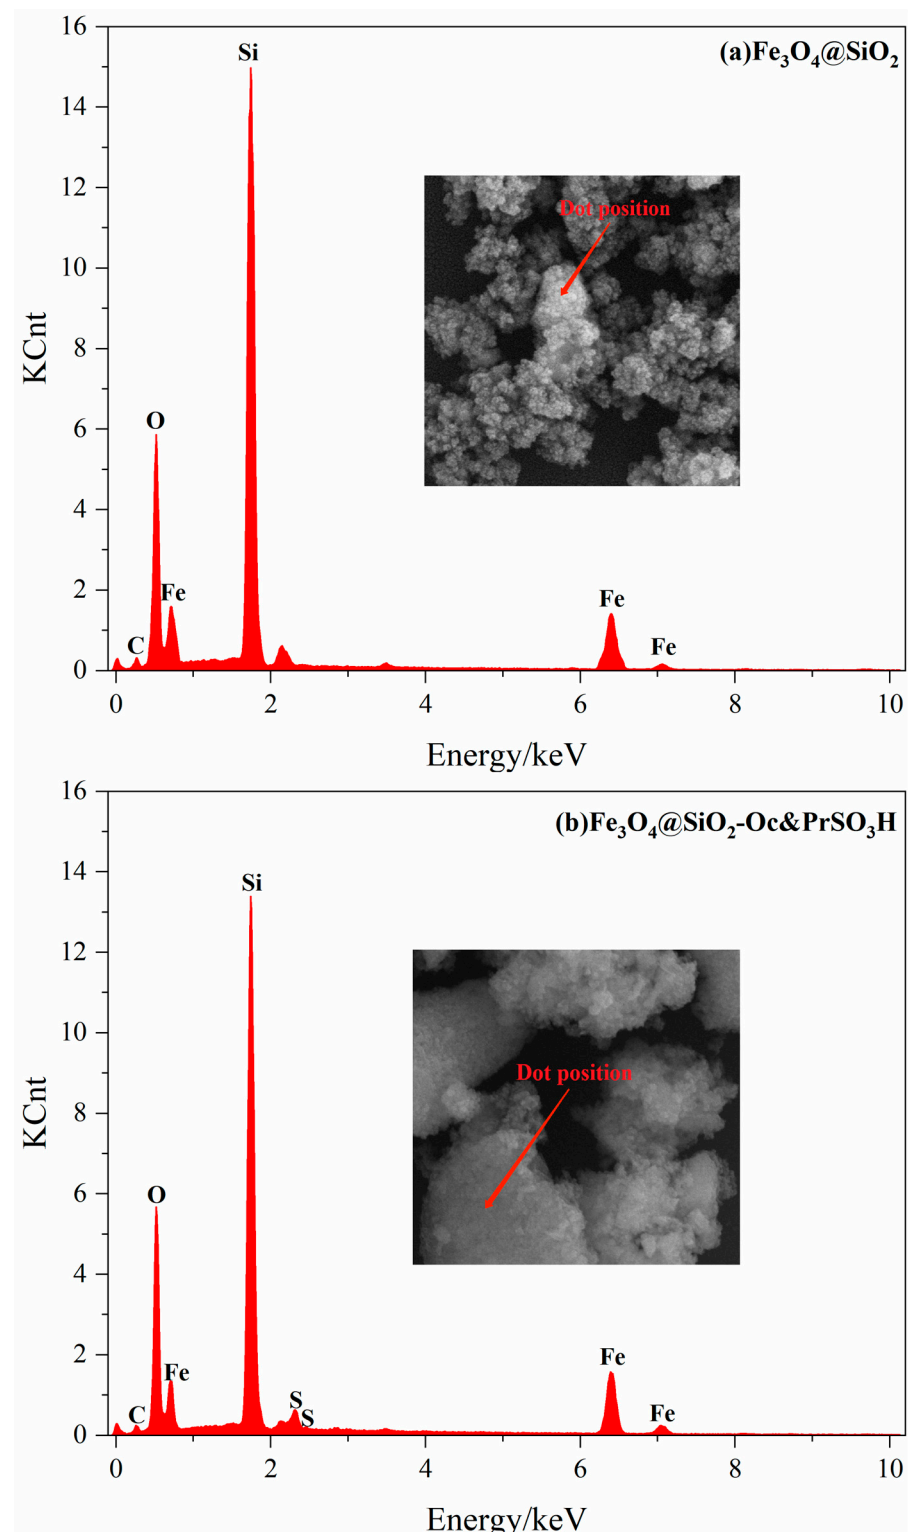 16
14
12
10
8
6
4
2
0
KCnt
(a)Fe₃O₄@SiO₂
Si
Dot position
O
Fe
C
Fe
Fe
0 2 4 6 8 10
Energy/keV
16
14
12
10
8
6
4
2
0
KCnt
(b)Fe₃O₄@SiO₂-Oc&PrSO₃H
Si
Dot position
O
Fe
C
S
S
Fe
Fe
0 2 4 6 8 10
Energy/keV